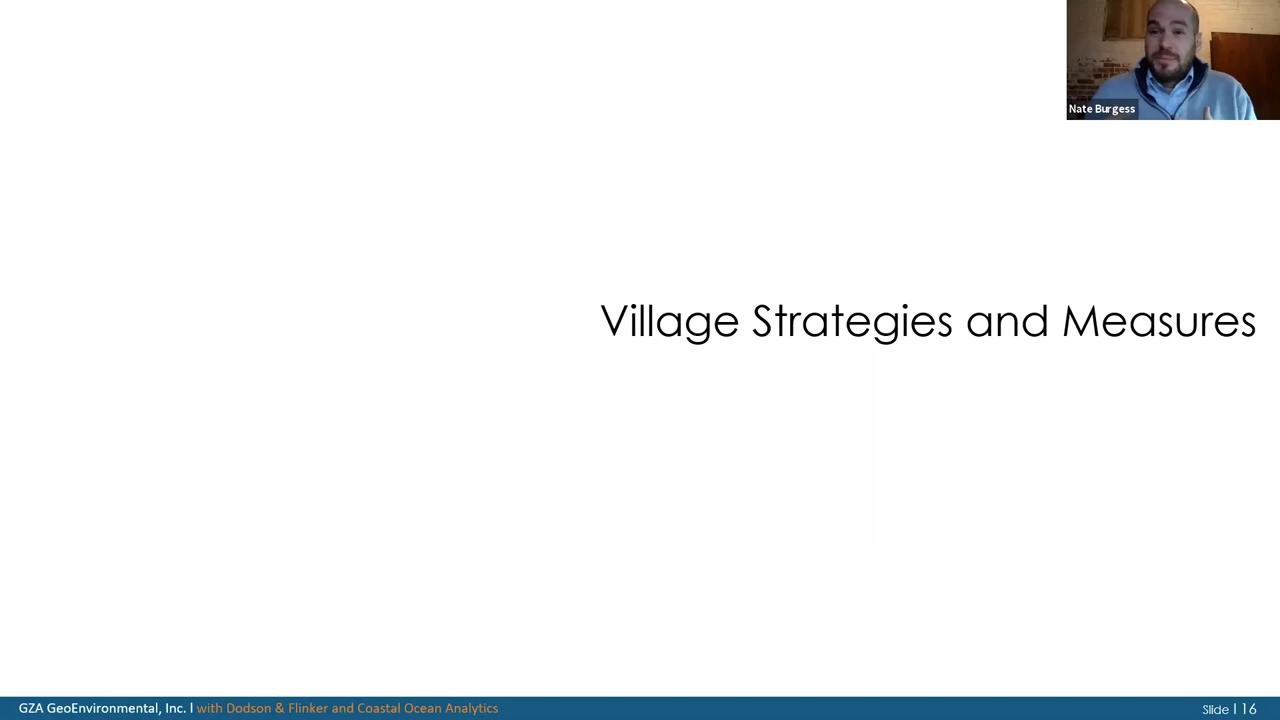 Nate Burgess
Village Strategies and Measures
GZA GeoEnvironmental, Inc. | with Dodson & Flinker and Coastal Ocean Analytics
Slide | 16